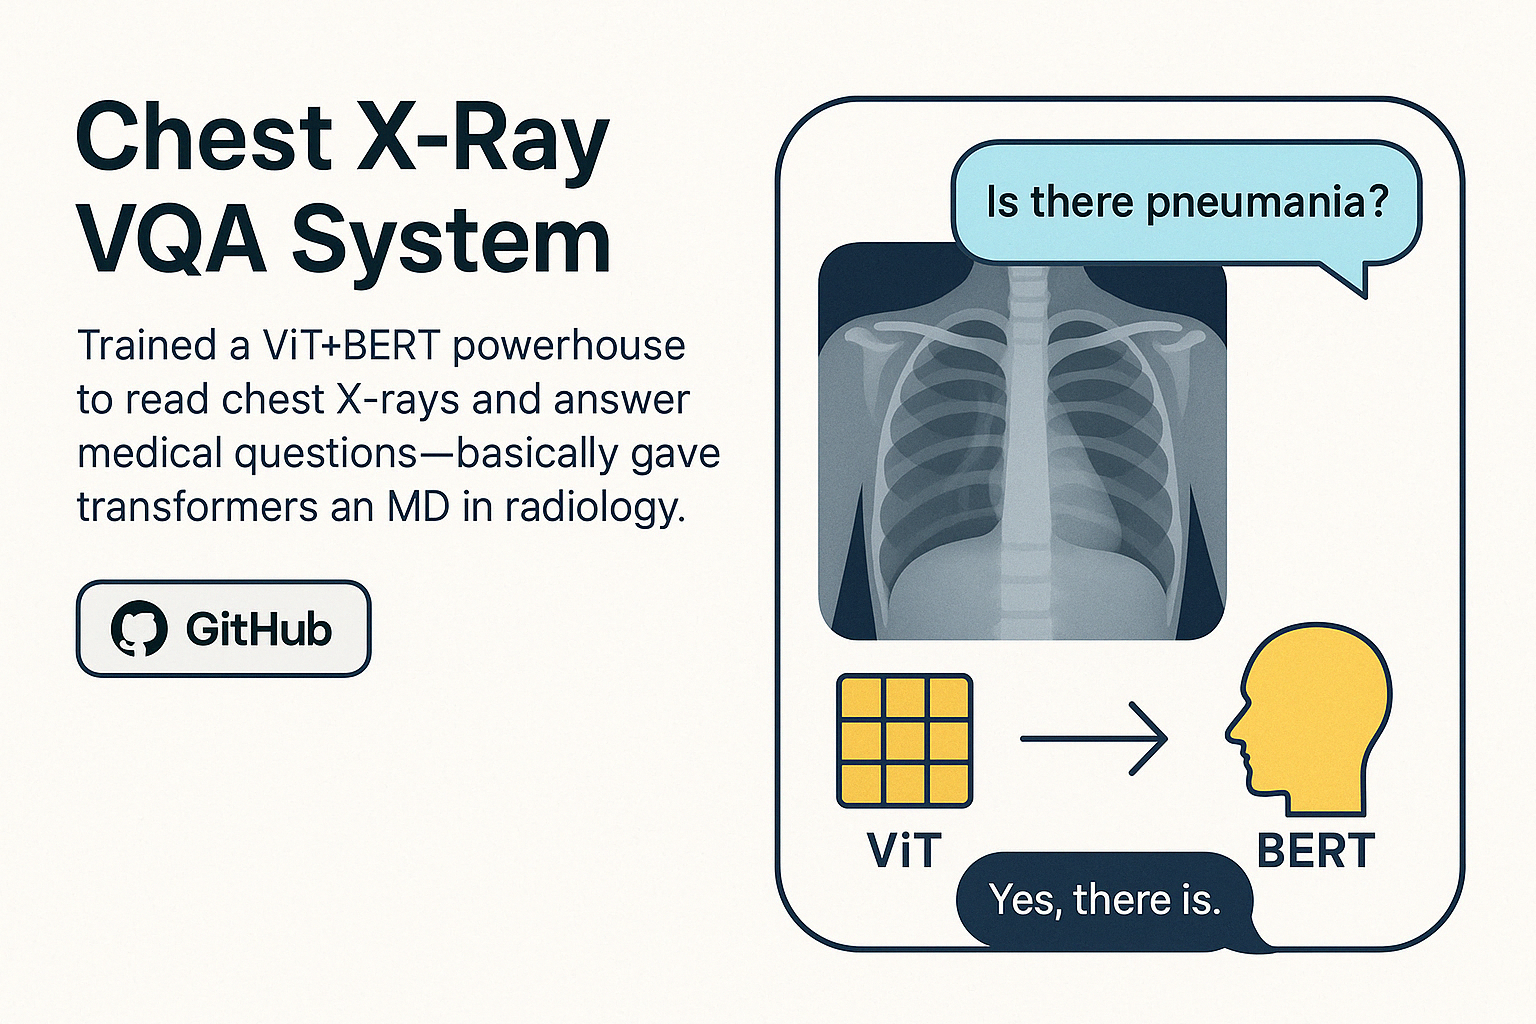 Chest X-Ray
VQA System
Trained a ViT+BERT powerhouse
to read chest X-rays and answer
medical questions—basically gave
transformers an MD in radiology.
GitHub
Is there pneumania?
ViT
BERT
Yes, there is.